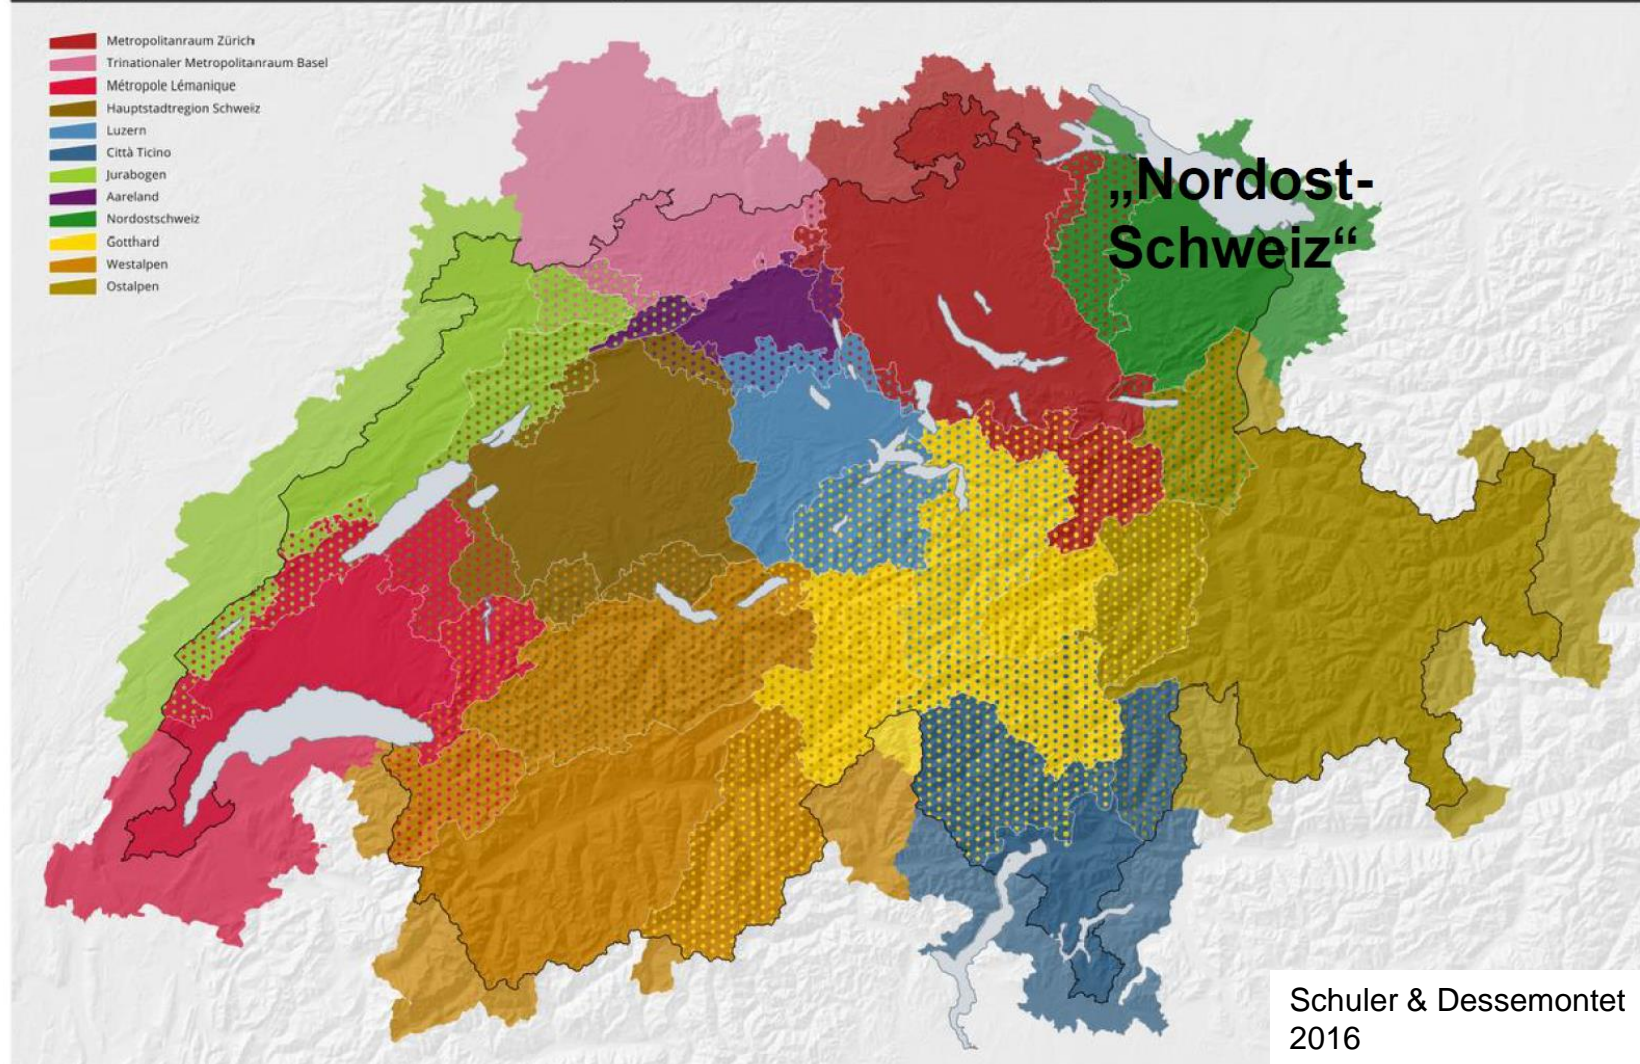 Metropolitanraum Zürich
Trinationaler Metropolitanraum Basel
Métropole Lémanique
Hauptstadtregion Schweiz
Luzern
Città Ticino
Jurabogen
Aareland
Nordostschweiz
Gotthard
Westalpen
Ostalpen
„Nordost-
Schweiz“
Schuler & Dessemontet
2016